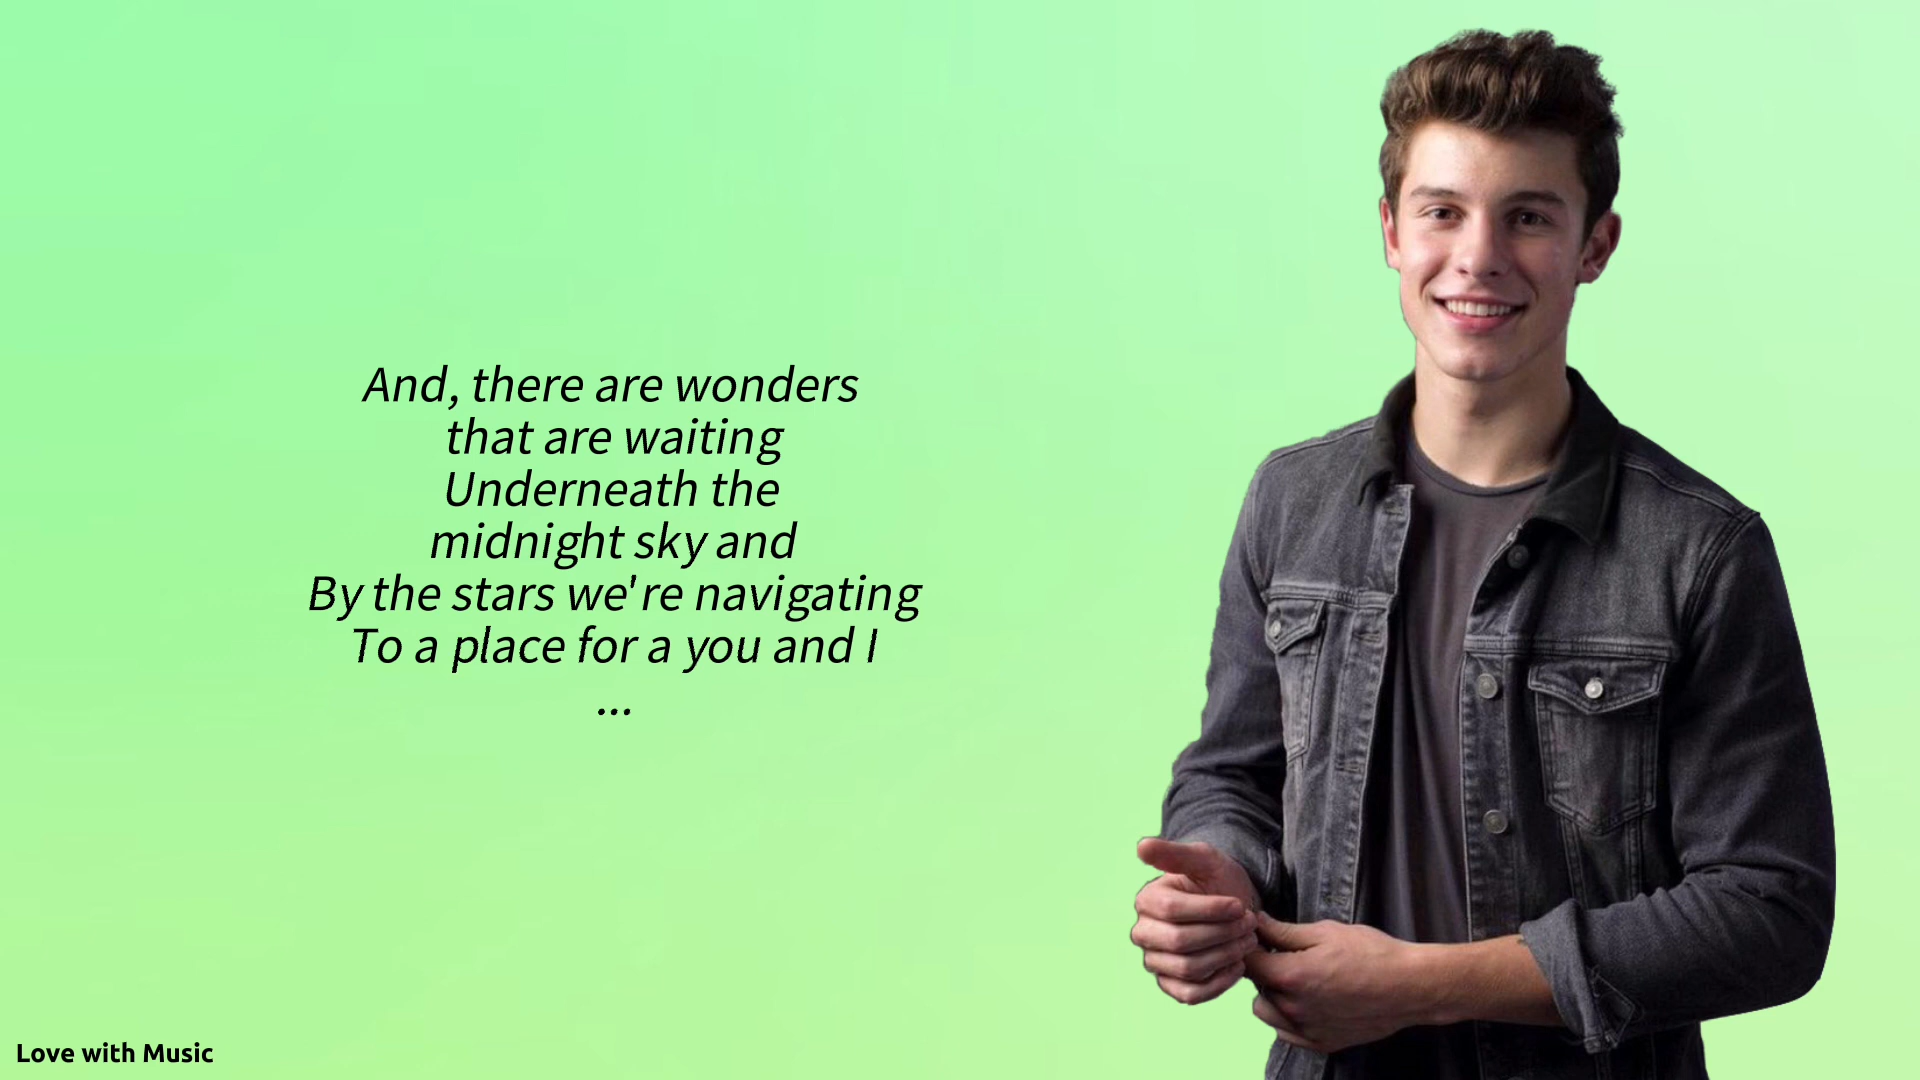 And, there are wonders
that are waiting
Underneath the
midnight sky and
By the stars we're navigating
To a place for a you and I
...
Love with Music